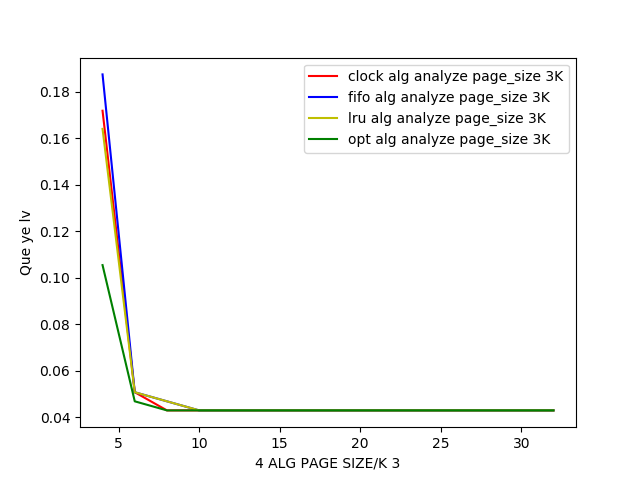 clock alg analyze page_size 3K
fifo alg analyze page_size 3K
lru alg analyze page_size 3K
opt alg analyze page_size 3K
Que ye lv
0.18
0.16
0.14
0.12
0.10
0.08
0.06
0.04
5 10 15 20 25 30
4 ALG PAGE SIZE/K 3